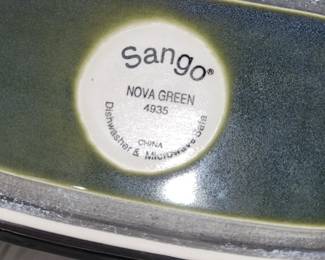 Sango®
NOVA GREEN
4935
CHINA
Dishwasher & Microwave Safe